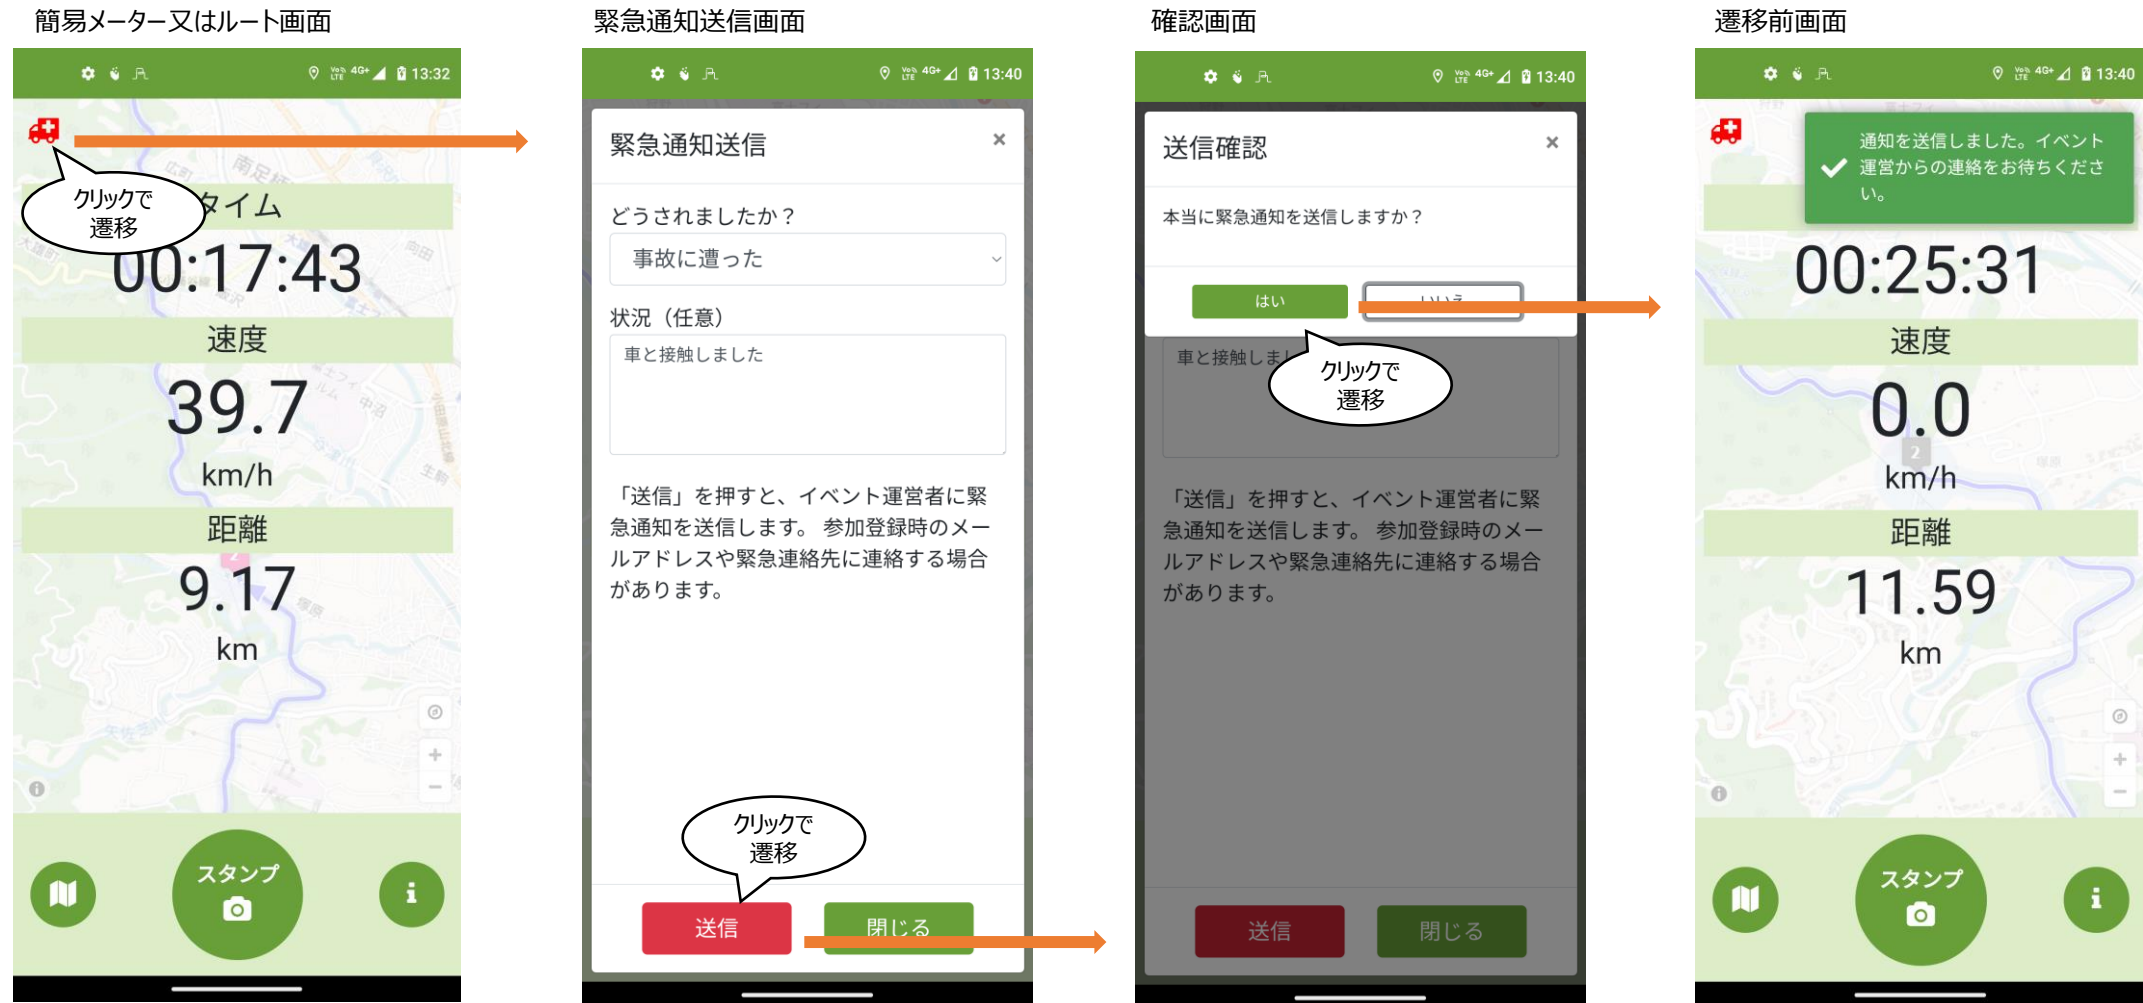 簡易メーター又はルート画面
13:32
クリックで
遷移
タイム
00:17:43
速度
39.7
km/h
距離
9.17
km
スタンプ
緊急通知送信画面
13:40
緊急通知送信
×
どうされましたか？
事故に遭った
状況（任意）
車と接触しました
「送信」を押すと、イベント運営者に緊
急通知を送信します。 参加登録時のメー
ルアドレスや緊急連絡先に連絡する場合
があります。
クリックで
遷移
送信
閉じる
確認画面
13:40
送信確認
×
本当に緊急通知を送信しますか？
はい
いいえ
車と接触しま
クリックで
遷移
「送信」を押すと、イベント運営者に緊
急通知を送信します。 参加登録時のメー
ルアドレスや緊急連絡先に連絡する場合
があります。
送信
閉じる
遷移前画面
13:40
通知を送信しました。イベント
運営からの連絡をお待ちくださ
い。
00:25:31
速度
0.0
2
km/h
距離
11.59
km
スタンプ